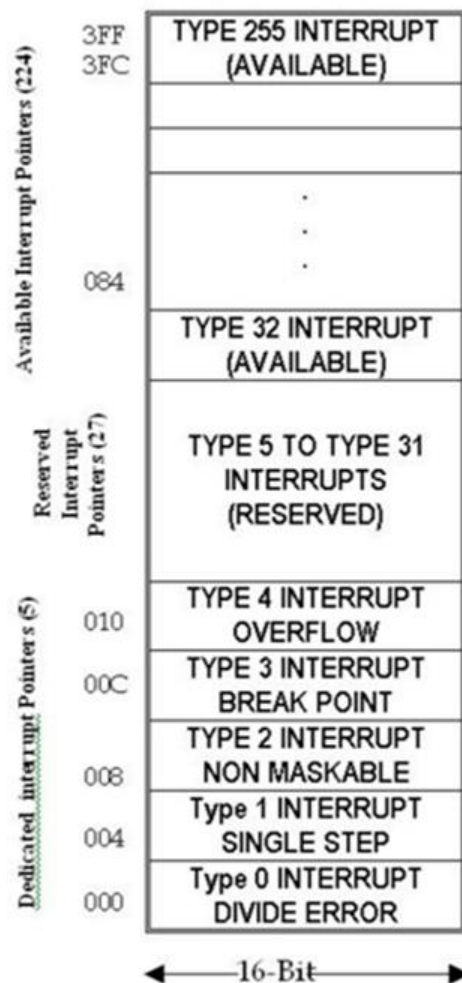 3FF
3FC
TYPE 255 INTERRUPT
(AVAILABLE)
Available Interrupt Pointers (224)
.
.
.
084
TYPE 32 INTERRUPT
(AVAILABLE)
Reserved
Interrupt
Pointers (27)
TYPE 5 TO TYPE 31
INTERRUPTS
(RESERVED)
Dedicated interrupt Pointers (5)
010
TYPE 4 INTERRUPT
OVERFLOW
00C
TYPE 3 INTERRUPT
BREAK POINT
008
TYPE 2 INTERRUPT
NON MASKABLE
004
Type 1 INTERRUPT
SINGLE STEP
000
Type 0 INTERRUPT
DIVIDE ERROR
16-Bit